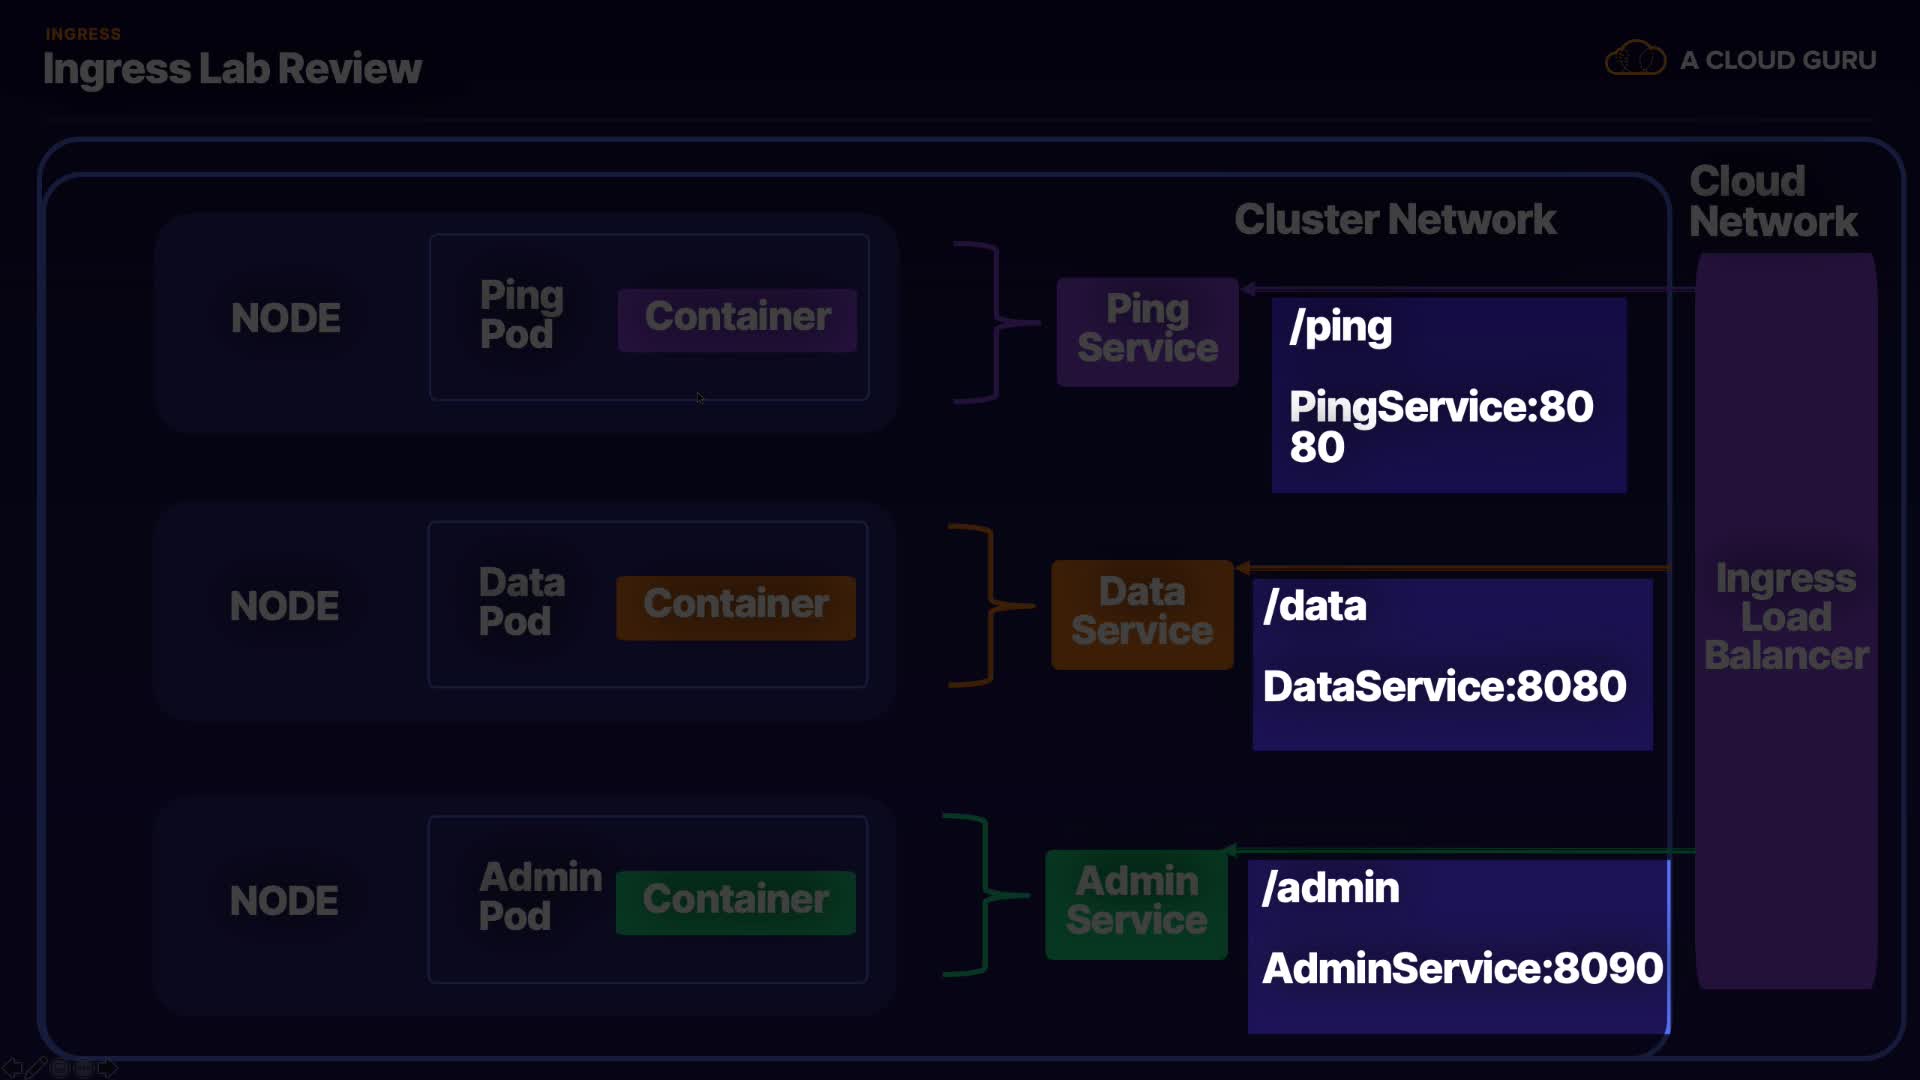 INGRESS
Ingress Lab Review
A CLOUD GURU
Cloud
Network
Cluster Network
NODE
Ping
Pod
Container
Ping
Service
/ping
PingService:80
80
NODE
Data
Pod
Container
Data
Service
/data
DataService:8080
Ingress
Load
Balancer
NODE
Admin
Pod
Container
Admin
Service
/admin
AdminService:8090